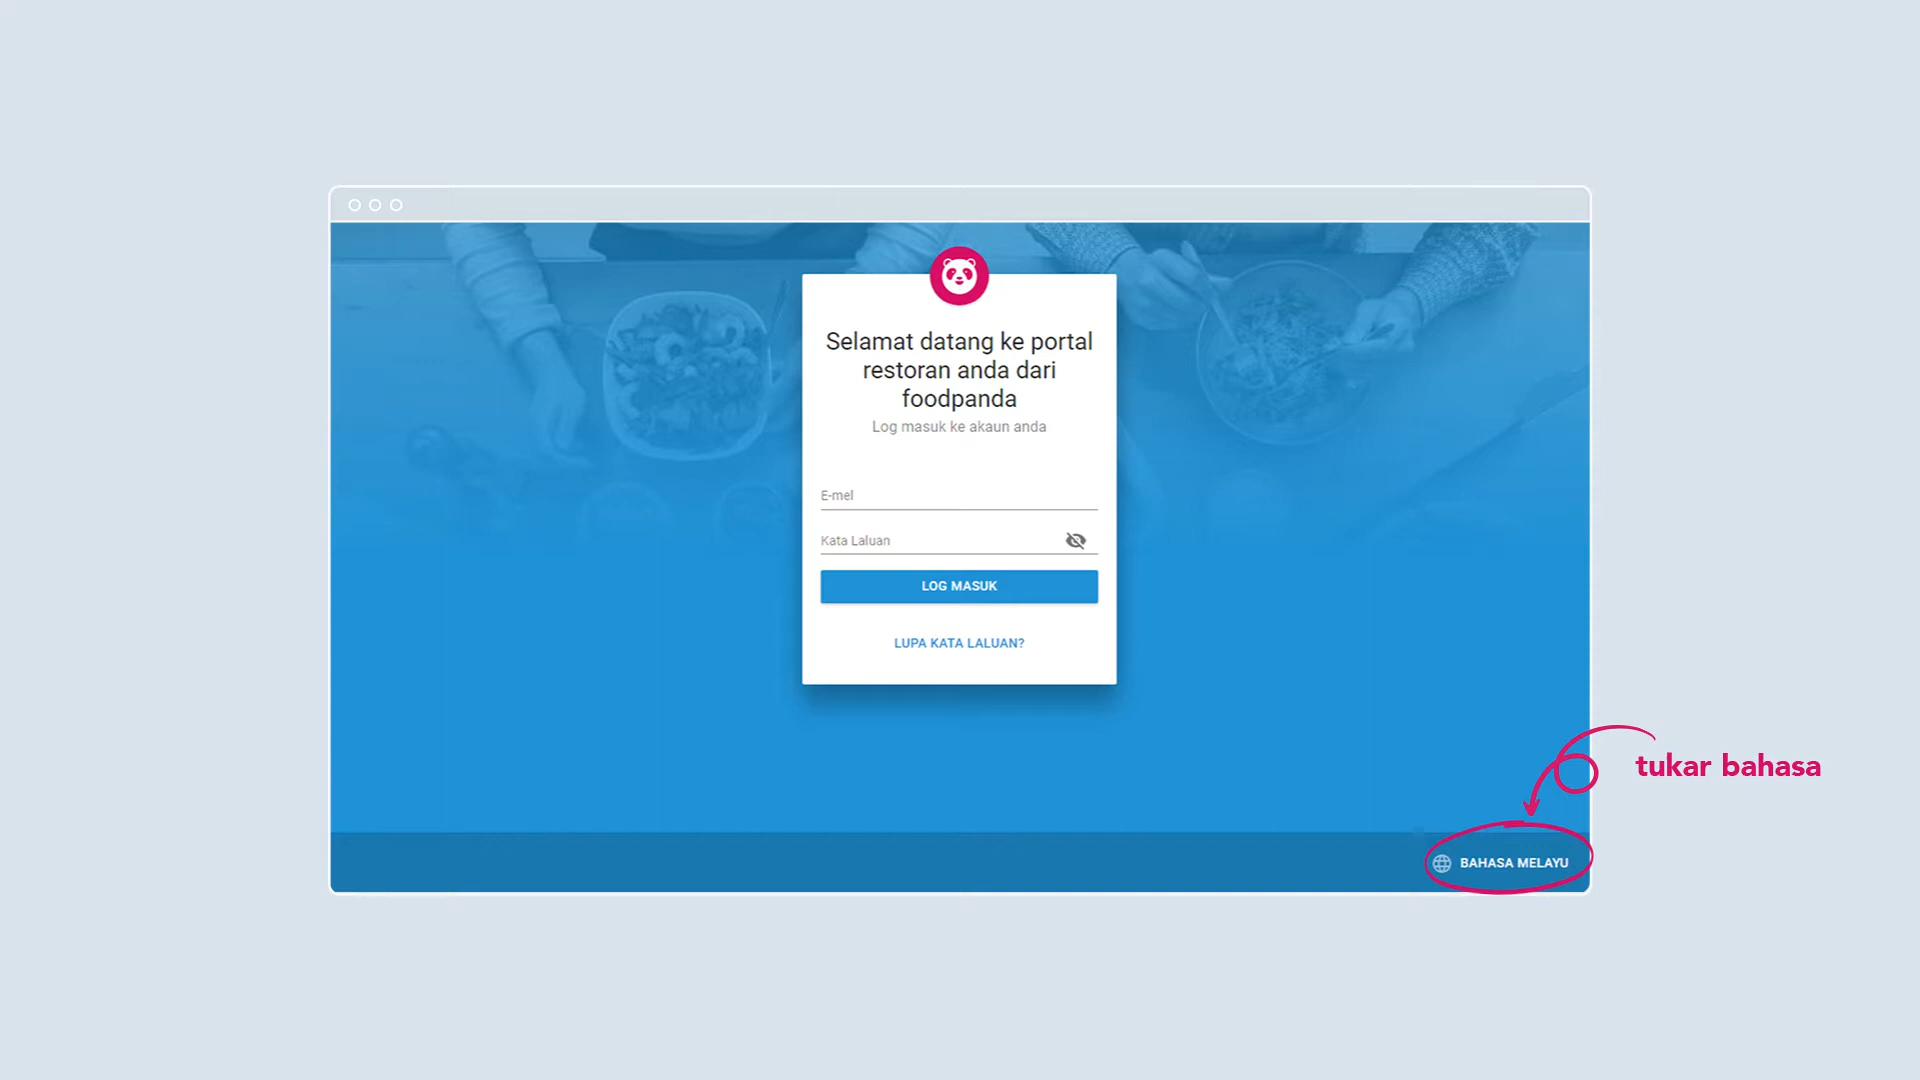 Selamat datang ke portal
restoran anda dari
foodpanda
Log masuk ke akaun anda
E-mel
Kata Laluan
LOG MASUK
LUPA KATA LALUAN?
tukar bahasa
BAHASA MELAYU